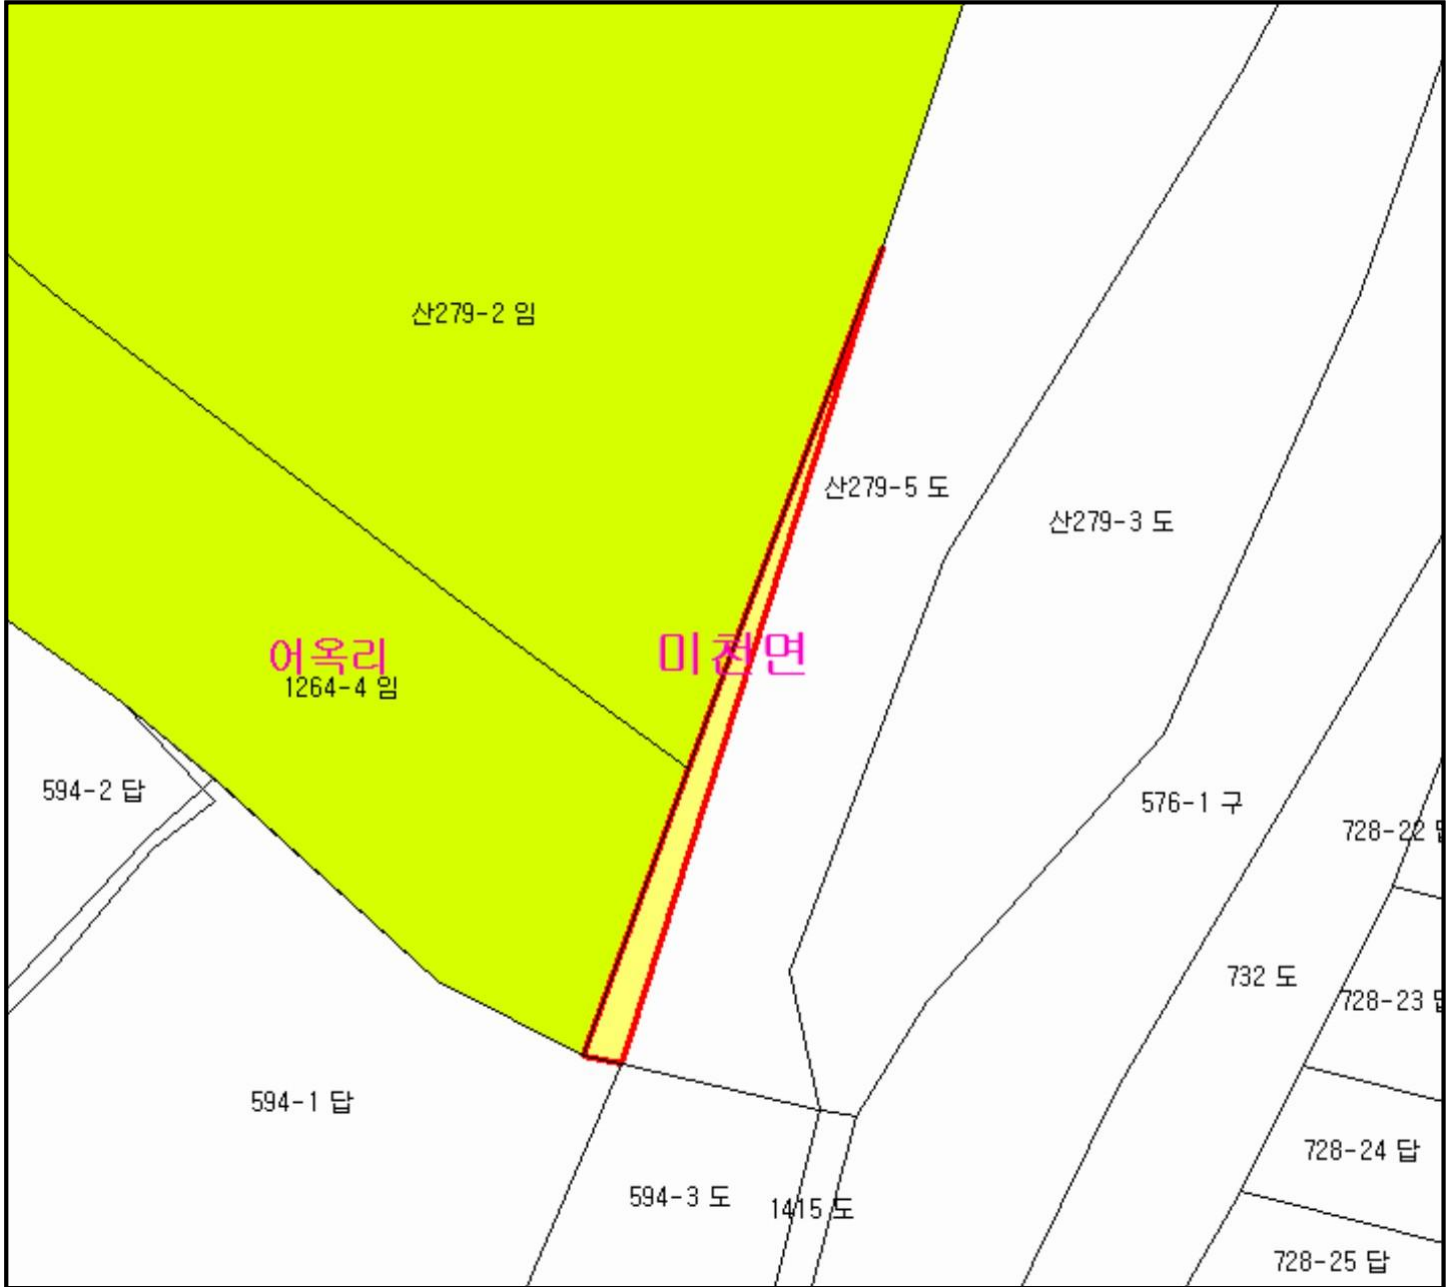 산279-2 임
산279-5 도
산279-3 도
어옥리
미천면
1264-4 임
594-2 답
576-1 구
728-22
732 도
728-23
594-1 답
728-24 답
594-3 도
1415 도
728-25 답